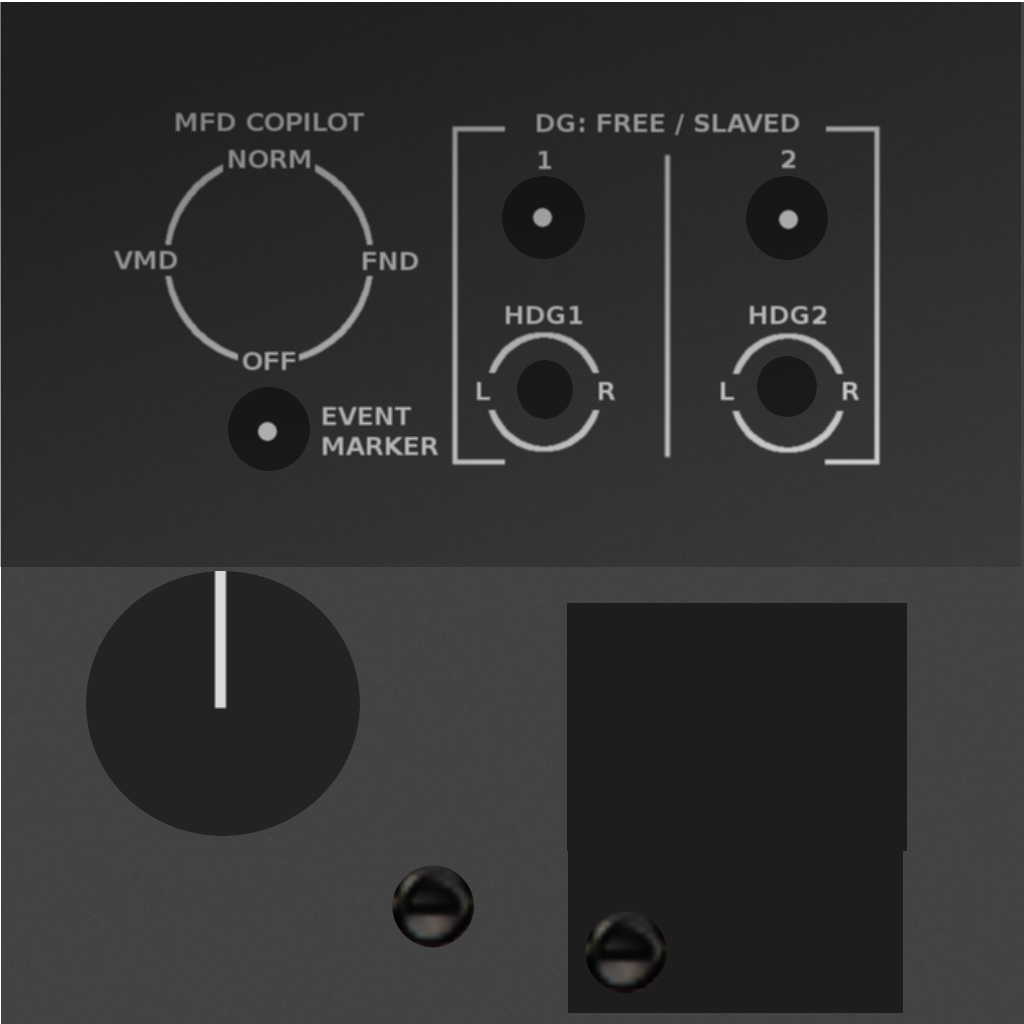 MFD COPILOT
NORM
VMD
FND
OFF
EVENT
MARKER
DG: FREE / SLAVED
1
2
HDG1
L
R
HDG2
L
R